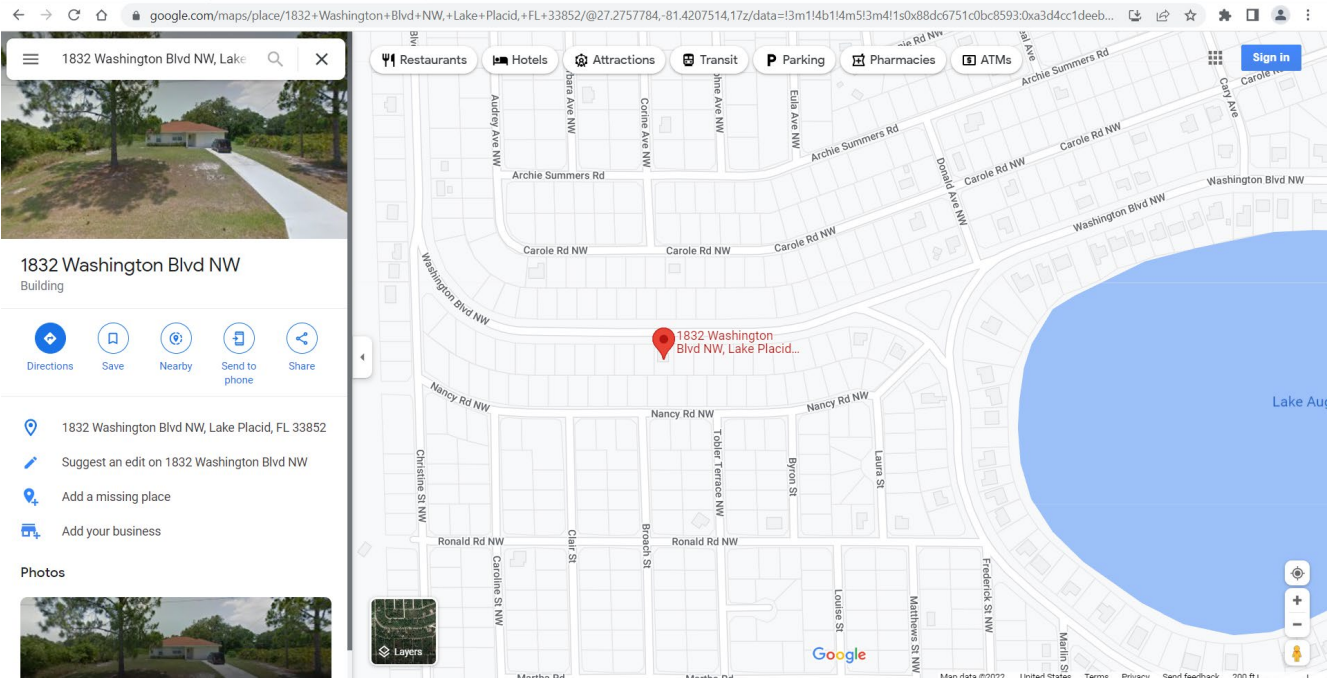 google.com/maps/place/1832+Washington+Blvd+NW,+Lake+Placid,+FL+33852/@27.2757784,-81.4207514,17z/data=!3m1!4b1!4m5!3m4!1s0x88dc6751c0bc8593:0xa3d4cc1deeb...
1832 Washington Blvd NW, Lake
Restaurants
Hotels
Attractions
Transit
Parking
Pharmacies
ATMs
Sign in
1832 Washington Blvd NW
Building
Directions
Save
Nearby
Send to
phone
Share
1832 Washington Blvd NW, Lake Placid, FL 33852
Suggest an edit on 1832 Washington Blvd NW
Add a missing place
Add your business
Photos
Audrey Ave NW
Corine Ave NW
Eula Ave NW
Archie Summers Rd
Archie Summers Rd
Archie Summers Rd
Cary Ave
Carole Rd NW
Carole Rd NW
Donald Ave NW
Washington Blvd NW
Washington Blvd NW
Carole Rd NW
Carole Rd NW
Carole Rd NW
Washington Blvd NW
1832 Washington
Blvd NW, Lake Placid...
Nancy Rd NW
Nancy Rd NW
Nancy Rd NW
Lake Aug
Christine St NW
Tobler Terrace NW
Byron St
Laura St
Ronald Rd NW
Ronald Rd NW
Clair St
Broach St
Caroline St NW
Louise St
Matthews St NW
Frederick St NW
Marlin S
Layers
Google
Martha Rd
Martha Rd
Map data ©2022
United States
Terms
Privacy
Send feedback
200 ft